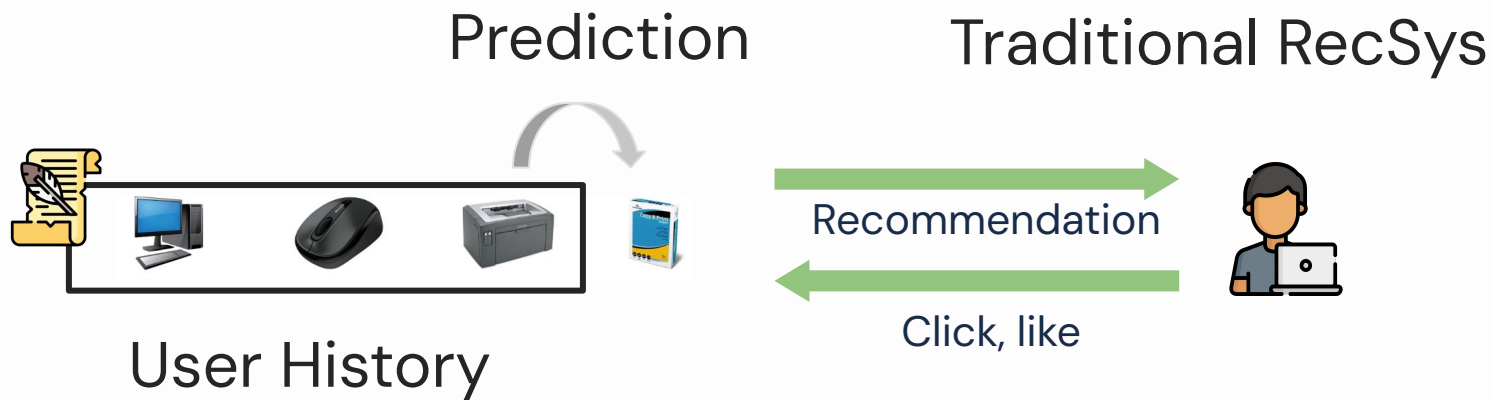 Prediction
Traditional RecSys
Recommendation
Click, like
User History